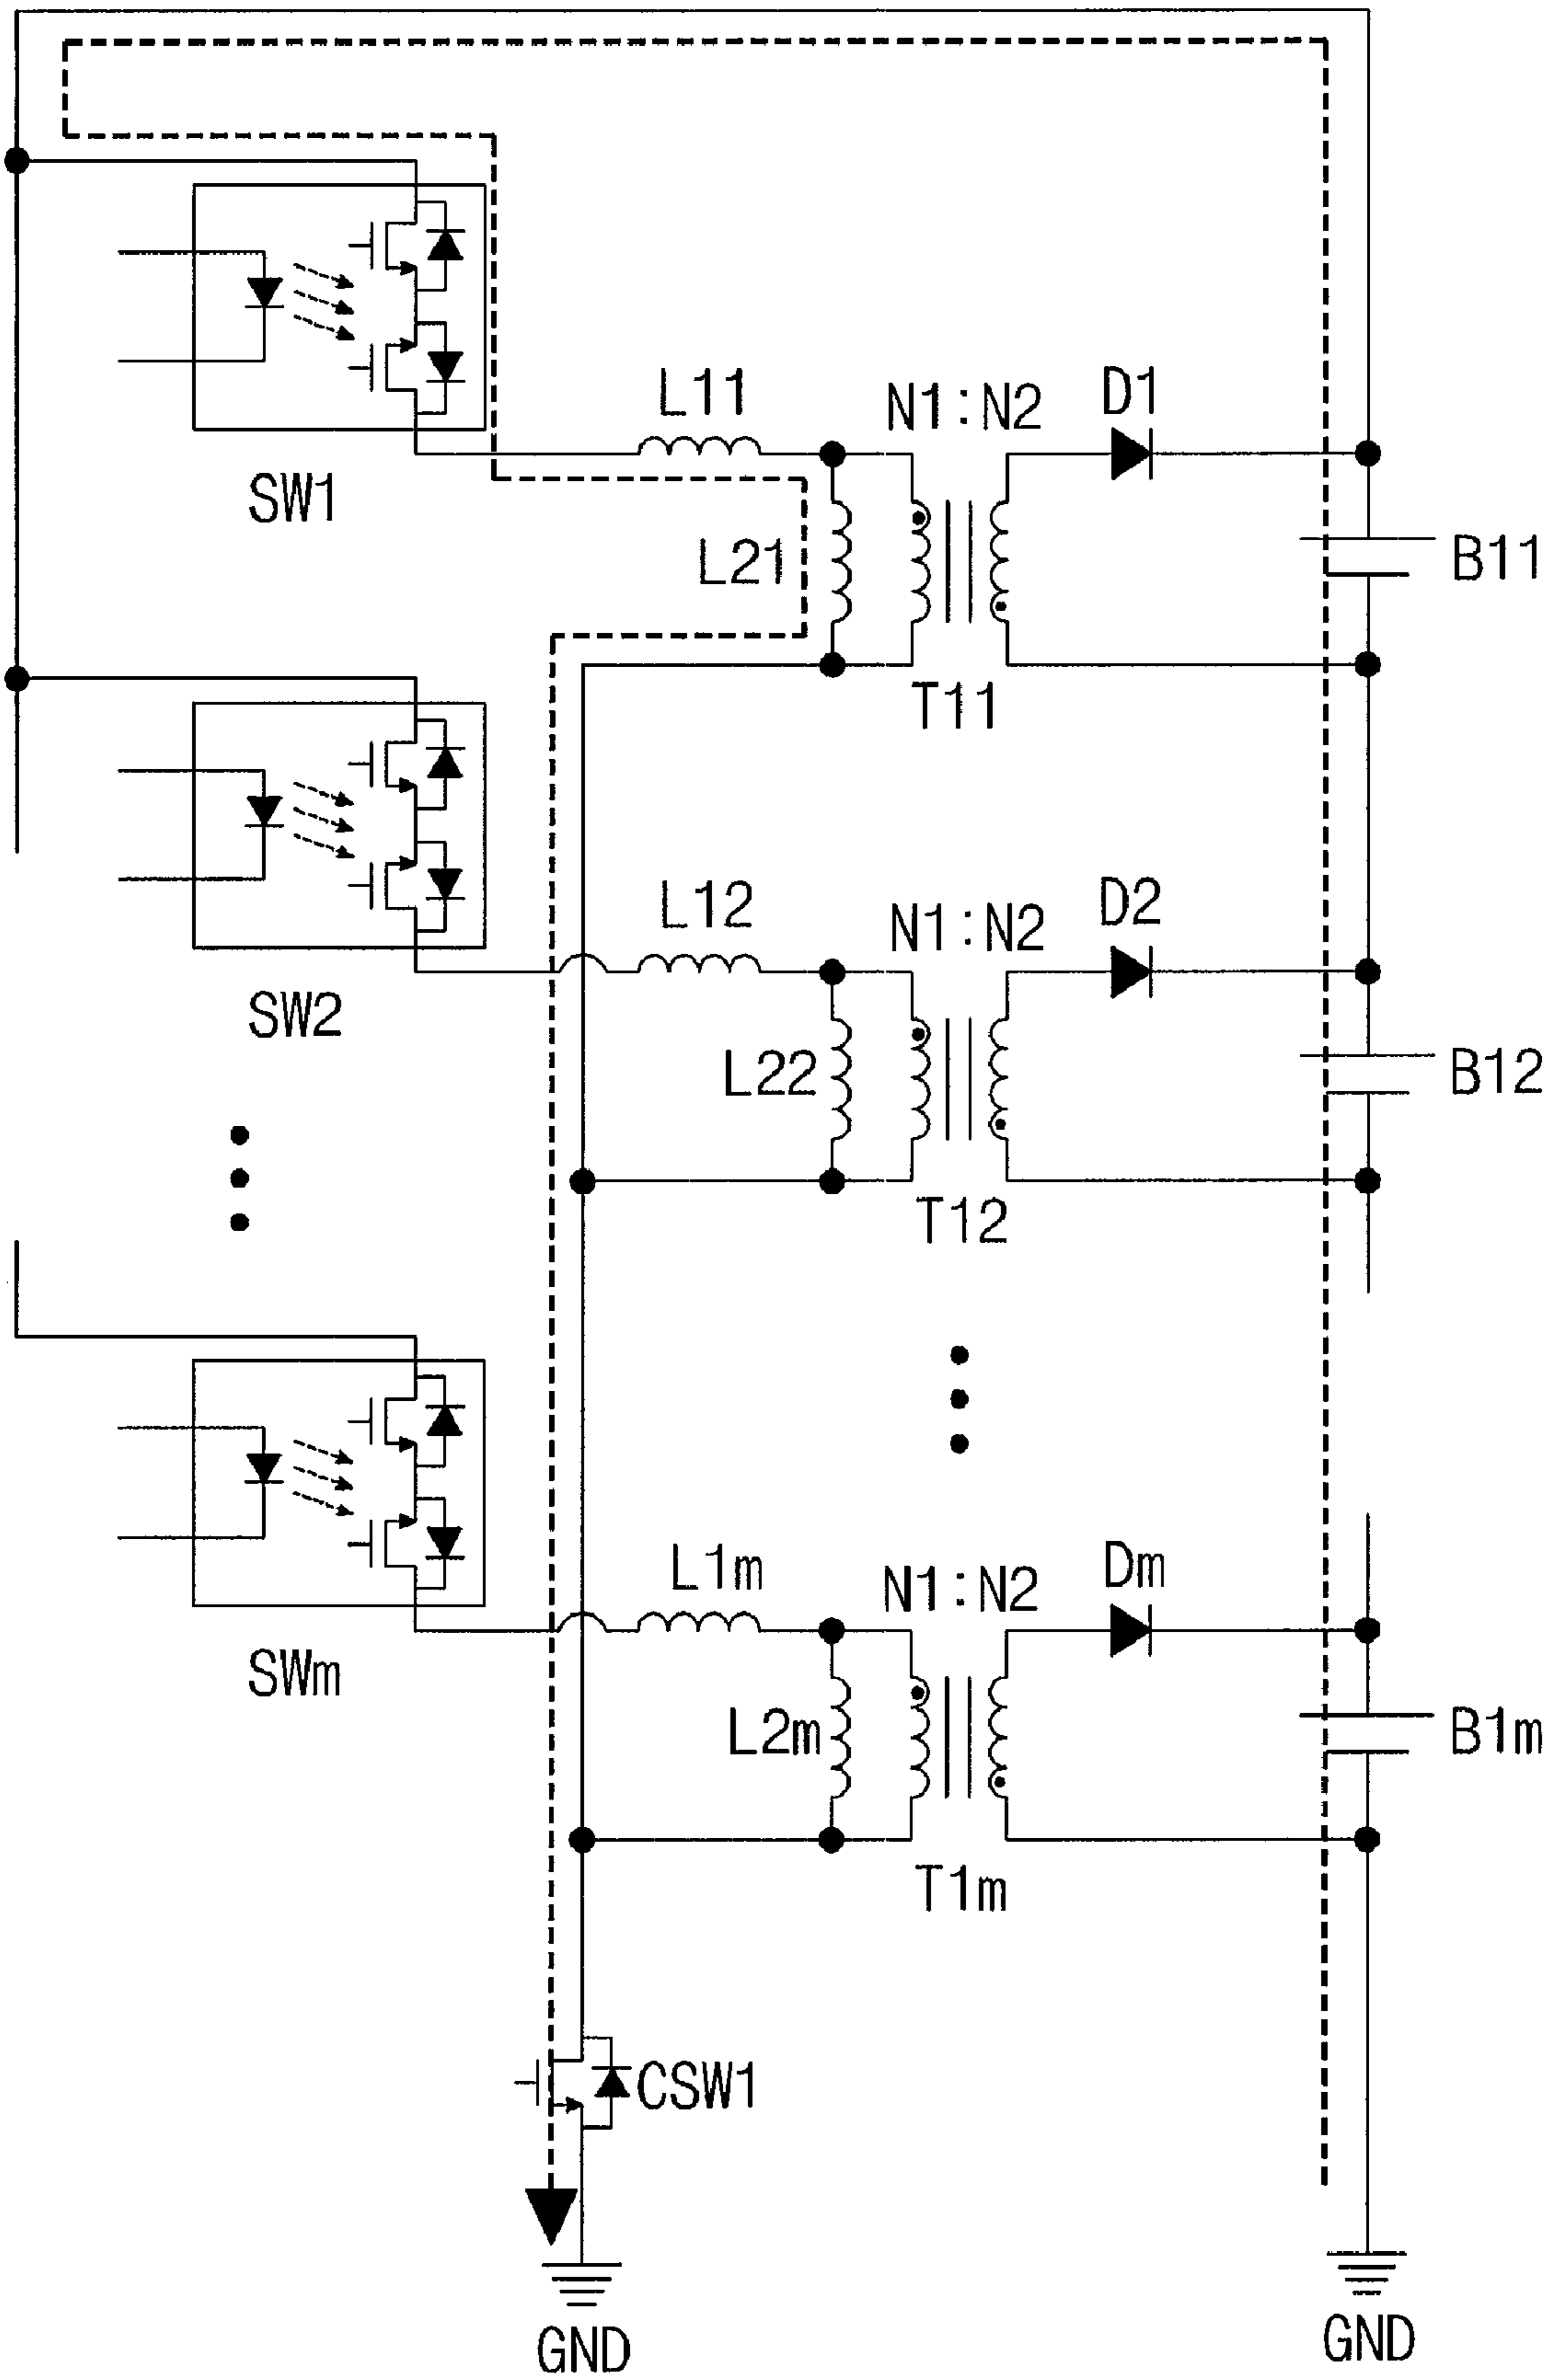 L11
N1:N2
D1
SW1
L21
B11
T11
L12
N1:N2
D2
SW2
L22
B12
T12
L1m
N1:N2
Dm
SWm
L2m
B1m
T1m
CSW1
GND
GND